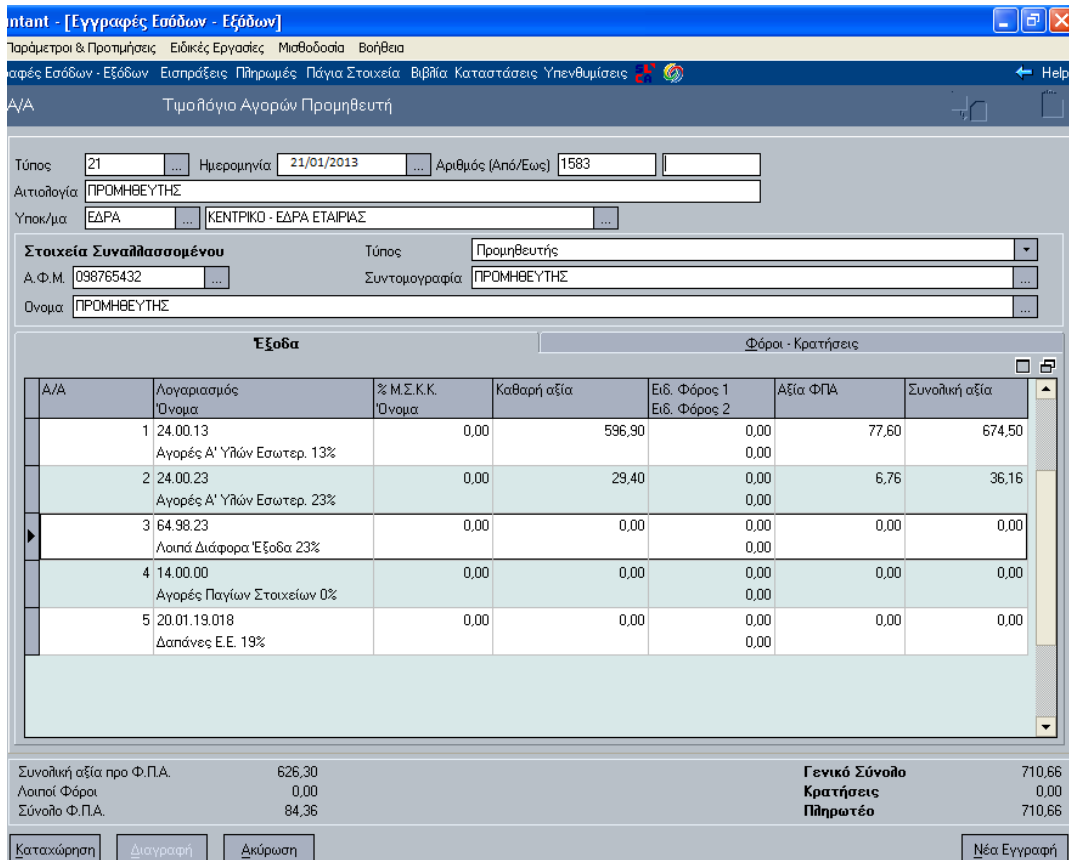 ntant - [Εγγραφές Εσόδων - Εξόδων]
Παράμετροι & Προτιμήσεις Ειδικές Εργασίες Μισθοδοσία Βοήθεια
αφές Εσόδων - Εξόδων Εισπράξεις Πληρωμές Πάγια Στοιχεία Βιβλία Καταστάσεις Υπενθυμίσεις Help
Α/Α Τιμολόγιο Αγορών Προμηθευτή
Τύπος 21 ... Ημερομηνία 21/01/2013 ... Αριθμός (Από/Εως) 1583
Αιτιολογία ΠΡΟΜΗΘΕΥΤΗΣ
Υποκ/μα ΕΔΡΑ ... ΚΕΝΤΡΙΚΟ - ΕΔΡΑ ΕΤΑΙΡΙΑΣ ...
Στοιχεία Συναλλασσομένου Τύπος Προμηθευτής
Α.Φ.Μ. 098765432 ... Συντομογραφία ΠΡΟΜΗΘΕΥΤΗΣ ...
Όνομα ΠΡΟΜΗΘΕΥΤΗΣ ...
Έξοδα Φόροι - Κρατήσεις
Α/Α Λογαριασμός % Μ.Σ.Κ.Κ. Καθαρή αξία Ειδ. Φόρος 1 Αξία ΦΠΑ Συνολική αξία
Όνομα Όνομα Ειδ. Φόρος 2
1 24.00.13 0,00 596,90 0,00 77,60 674,50
Αγορές Α' Υλών Εσωτερ. 13% 0,00
2 24.00.23 0,00 29,40 0,00 6,76 36,16
Αγορές Α' Υλών Εσωτερ. 23% 0,00
3 64.98.23 0,00 0,00 0,00 0,00 0,00
Λοιπά Διάφορα Έξοδα 23% 0,00
4 14.00.00 0,00 0,00 0,00 0,00 0,00
Αγορές Παγίων Στοιχείων 0% 0,00
5 20.01.19.018 0,00 0,00 0,00 0,00 0,00
Δαπάνες Ε.Ε. 19% 0,00
Συνολική αξία προ Φ.Π.Α. 626,30 Γενικό Σύνολο 710,66
Λοιποί Φόροι 0,00 Κρατήσεις 0,00
Σύνολο Φ.Π.Α. 84,36 Πληρωτέο 710,66
Καταχώρηση Διαγραφή Ακύρωση Νέα Εγγραφή